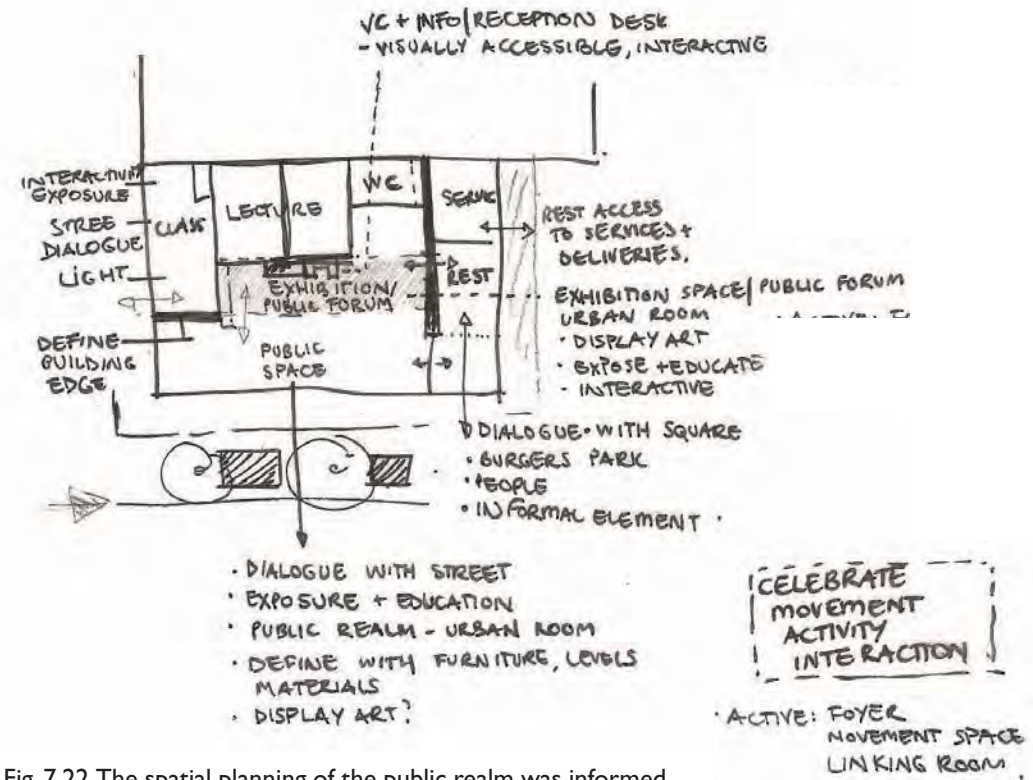 VC + INFO/RECEPTION DESK
- VISUALLY ACCESSIBLE, INTERACTIVE
INTERACTION
EXPOSURE
STREE
DIALOGUE
LIGHT
DEFINE
BUILDING
EDGE
CLASS
LECTURE
WC
SERVIC
REST
EXHIBITION/
PUBLIC FORUM
PUBLIC
SPACE
REST ACCESS
TO SERVICES +
DELIVERIES.
EXHIBITION SPACE/PUBLIC FORUM
URBAN ROOM
• DISPLAY ART
• EXPOSE + EDUCATE
- INTERACTIVE
DIALOGUE WITH SQUARE
• BURGERS PARK
• PEOPLE
• INFORMAL ELEMENT
• DIALOGUE WITH STREET
• EXPOSURE + EDUCATION
• PUBLIC REALM - URBAN ROOM
• DEFINE WITH FURNITURE, LEVELS
MATERIALS
• DISPLAY ART?
CELEBRATE
MOVEMENT
ACTIVITY
INTERACTION
• ACTIVE: FOYER
MOVEMENT SPACE
LINKING ROOM
Fig. 7.22 The spatial planning of the public realm was informed